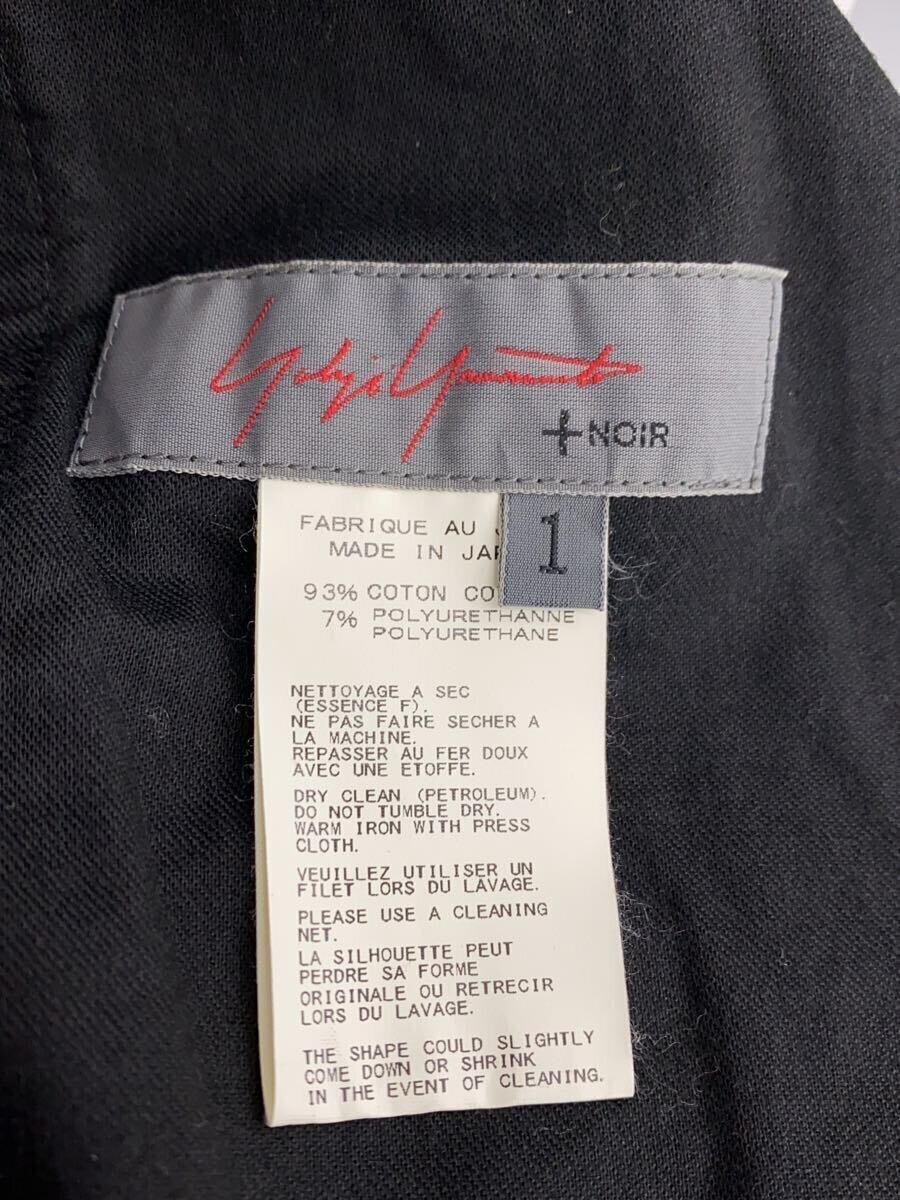 Yohji Yamamoto
+NOIR
1
FABRIQUE AU
MADE IN JAP
93% COTON CO
7% POLYURETHANNE
POLYURETHANE
NETTOYAGE A SEC
(ESSENCE F).
NE PAS FAIRE SECHER A
LA MACHINE.
REPASSER AU FER DOUX
AVEC UNE ETOFFE.
DRY CLEAN (PETROLEUM).
DO NOT TUMBLE DRY.
WARM IRON WITH PRESS
CLOTH.
VEUILLEZ UTILISER UN
FILET LORS DU LAVAGE.
PLEASE USE A CLEANING
NET.
LA SILHOUETTE PEUT
PERDRE SA FORME
ORIGINALE OU RETRECIR
LORS DU LAVAGE.
THE SHAPE COULD SLIGHTLY
COME DOWN OR SHRINK
IN THE EVENT OF CLEANING.